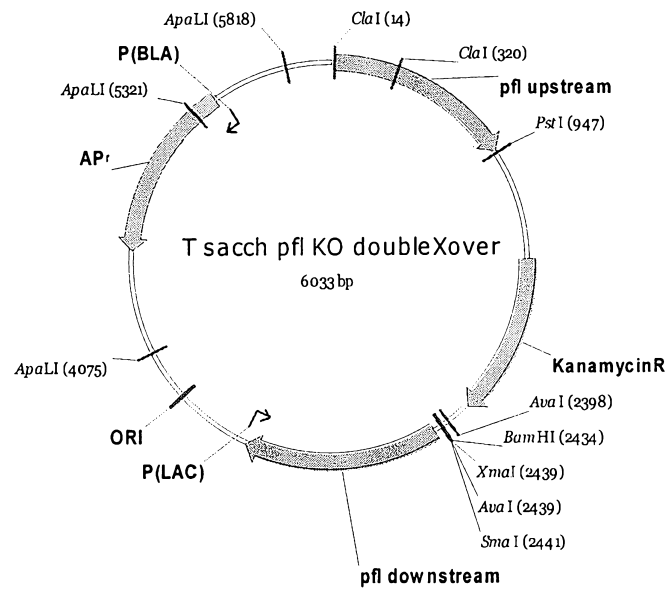 ApaLI (5818)
ClaI (14)
P(BLA)
ClaI (320)
ApaLI (5321)
pfl upstream
PstI (947)
APr
T sacch pfl KO doubleXover
6033 bp
ApaLI (4075)
KanamycinR
AvaI (2398)
ORI
BamHI (2434)
P(LAC)
XmaI (2439)
AvaI (2439)
SmaI (2441)
pfl downstream